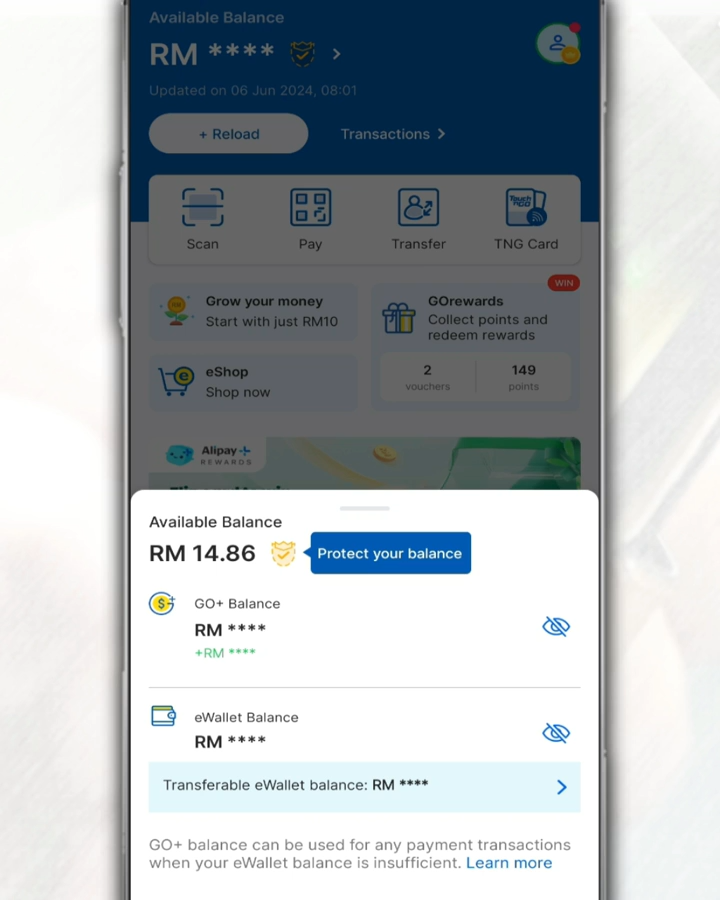 Available Balance
RM ****
Updated on 06 Jun 2024, 08:01
+ Reload
Transactions
Scan
Pay
Transfer
Touch
nGO
TNG Card
Grow your money
Start with just RM10
WIN
GOrewards
Collect points and
redeem rewards
2
vouchers
149
points
e
eShop
Shop now
Alipay+
REWARDS
Available Balance
RM 14.86
Protect your balance
$
GO+ Balance
RM ****
+RM ****
eWallet Balance
RM ****
Transferable eWallet balance: RM ****
GO+ balance can be used for any payment transactions
when your eWallet balance is insufficient. Learn more